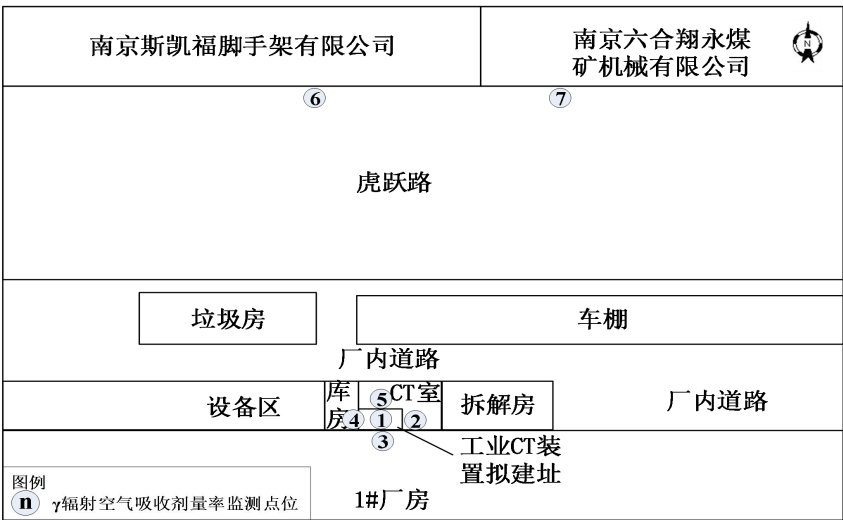 南京斯凯福脚手架有限公司
南京六合翔永煤
矿机械有限公司
N
6
7
虎跃路
垃圾房
车棚
厂内道路
设备区
库
房
5
CT室
4
1
2
3
拆解房
厂内道路
工业CT装
置拟建址
图例
n γ辐射空气吸收剂量率监测点位
1#厂房